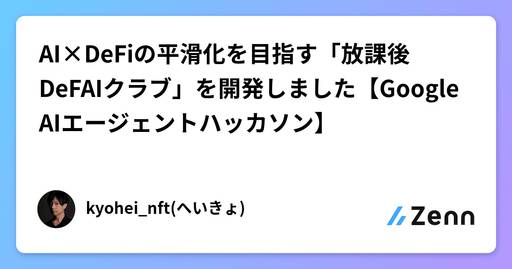 AI×DeFiの平滑化を目指す「放課後
DeFAIクラブ」を開発しました【Google
AIエージェントハッカソン】
kyohei_nft(へいきょ)
Zenn